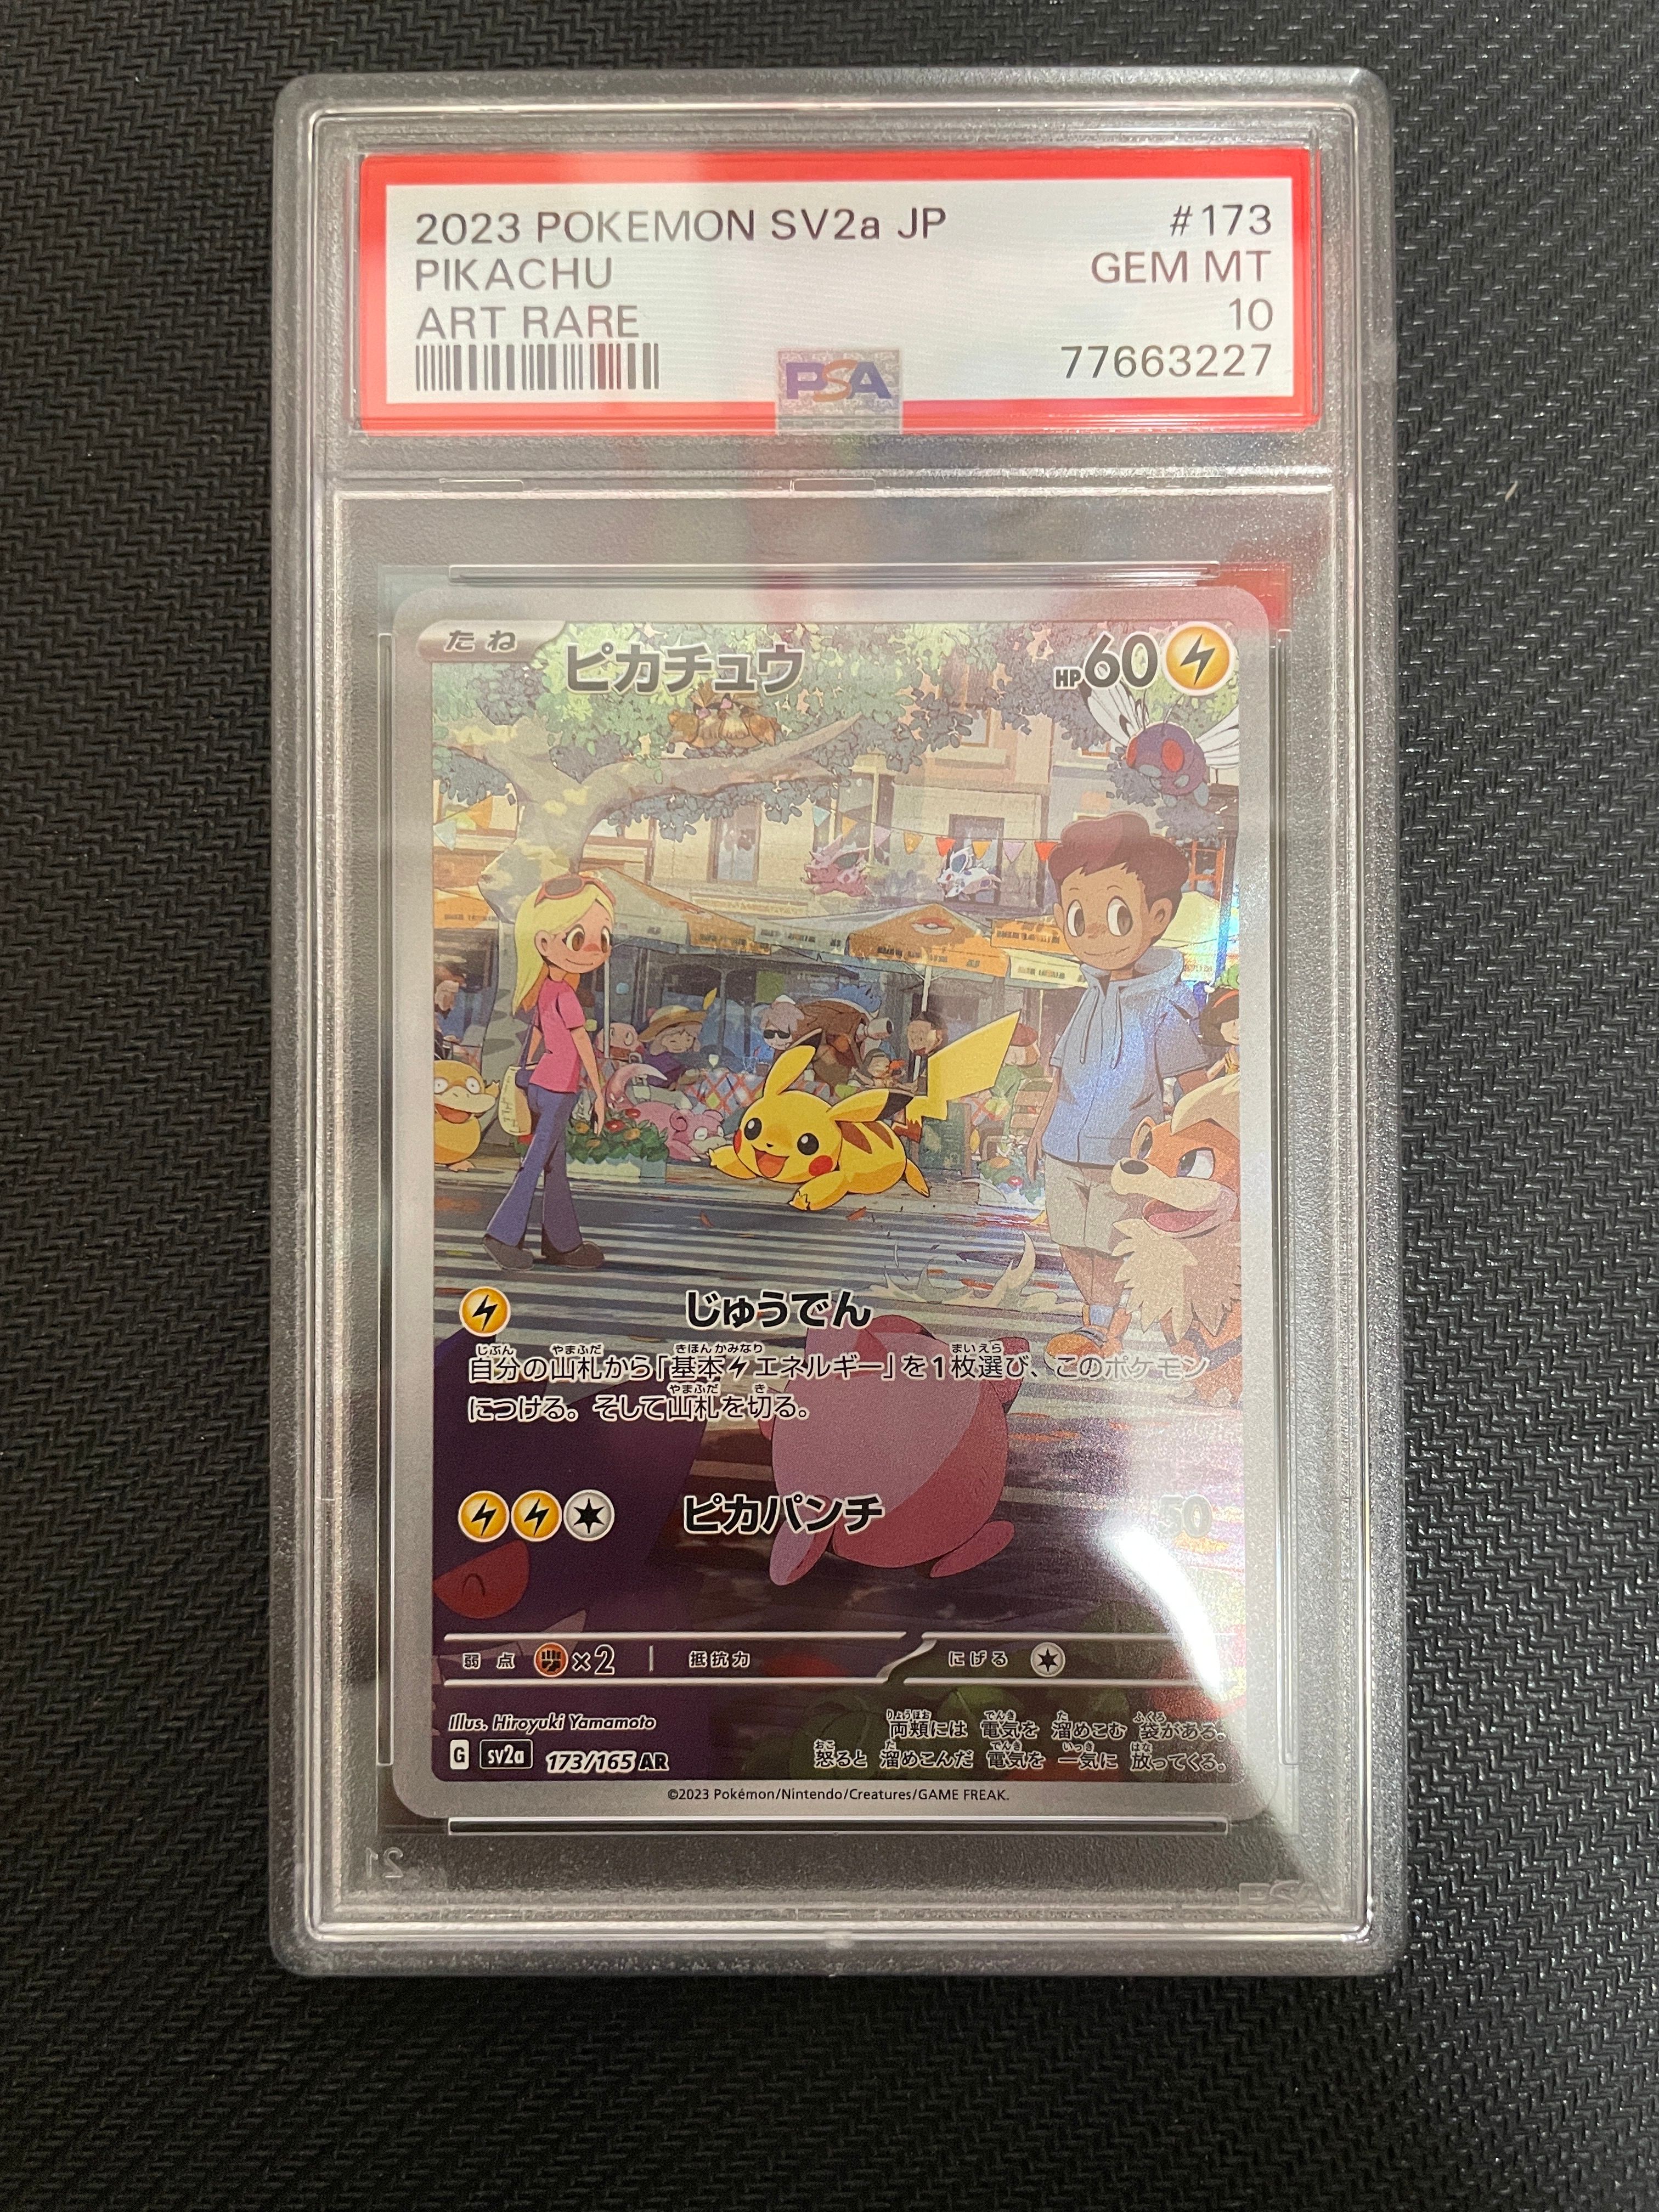 2023 POKEMON SV2a JP #173
PIKACHU GEM MT
ART RARE 10
PSA 77663227
たね ピカチュウ HP60
じゅうでん
自分の山札から「基本エネルギー」を1枚選び、このポケモン
につける。そして山札を切る。
ピカパンチ 50
弱点 ×2 抵抗力 にげる
Illus. Hiroyuki Yamamoto
両頬には 電気を 溜めこむ 袋がある。
怒ると 溜めこんだ 電気を 一気に 放ってくる。
G sv2a 173/165 AR
©2023 Pokémon/Nintendo/Creatures/GAME FREAK.
21 PSA